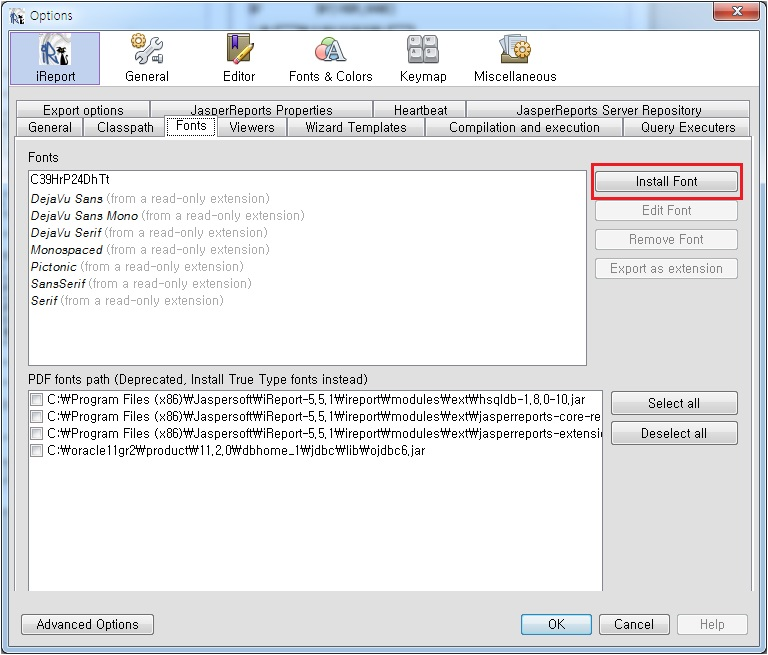 Options
iReport General Editor Fonts & Colors Keymap Miscellaneous
Export options JasperReports Properties Heartbeat JasperReports Server Repository
General Classpath Fonts Viewers Wizard Templates Compilation and execution Query Executers
Fonts
C39HrP24DhTt
DejaVu Sans (from a read-only extension)
DejaVu Sans Mono (from a read-only extension)
DejaVu Serif (from a read-only extension)
Monospaced (from a read-only extension)
Pictonic (from a read-only extension)
SansSerif (from a read-only extension)
Serif (from a read-only extension)
Install Font
Edit Font
Remove Font
Export as extension
PDF fonts path (Deprecated, Install True Type fonts instead)
C:₩Program Files (x86)₩Jaspersoft₩iReport-5.5.1₩ireport₩modules₩ext₩hsqldb-1.8.0-10.jar
C:₩Program Files (x86)₩Jaspersoft₩iReport-5.5.1₩ireport₩modules₩ext₩jasperreports-core-re
C:₩Program Files (x86)₩Jaspersoft₩iReport-5.5.1₩ireport₩modules₩ext₩jasperreports-extensi
C:₩oracle11gr2₩product₩11.2.0₩dbhome_1₩jdbc₩lib₩ojdbc6.jar
Select all
Deselect all
Advanced Options OK Cancel Help